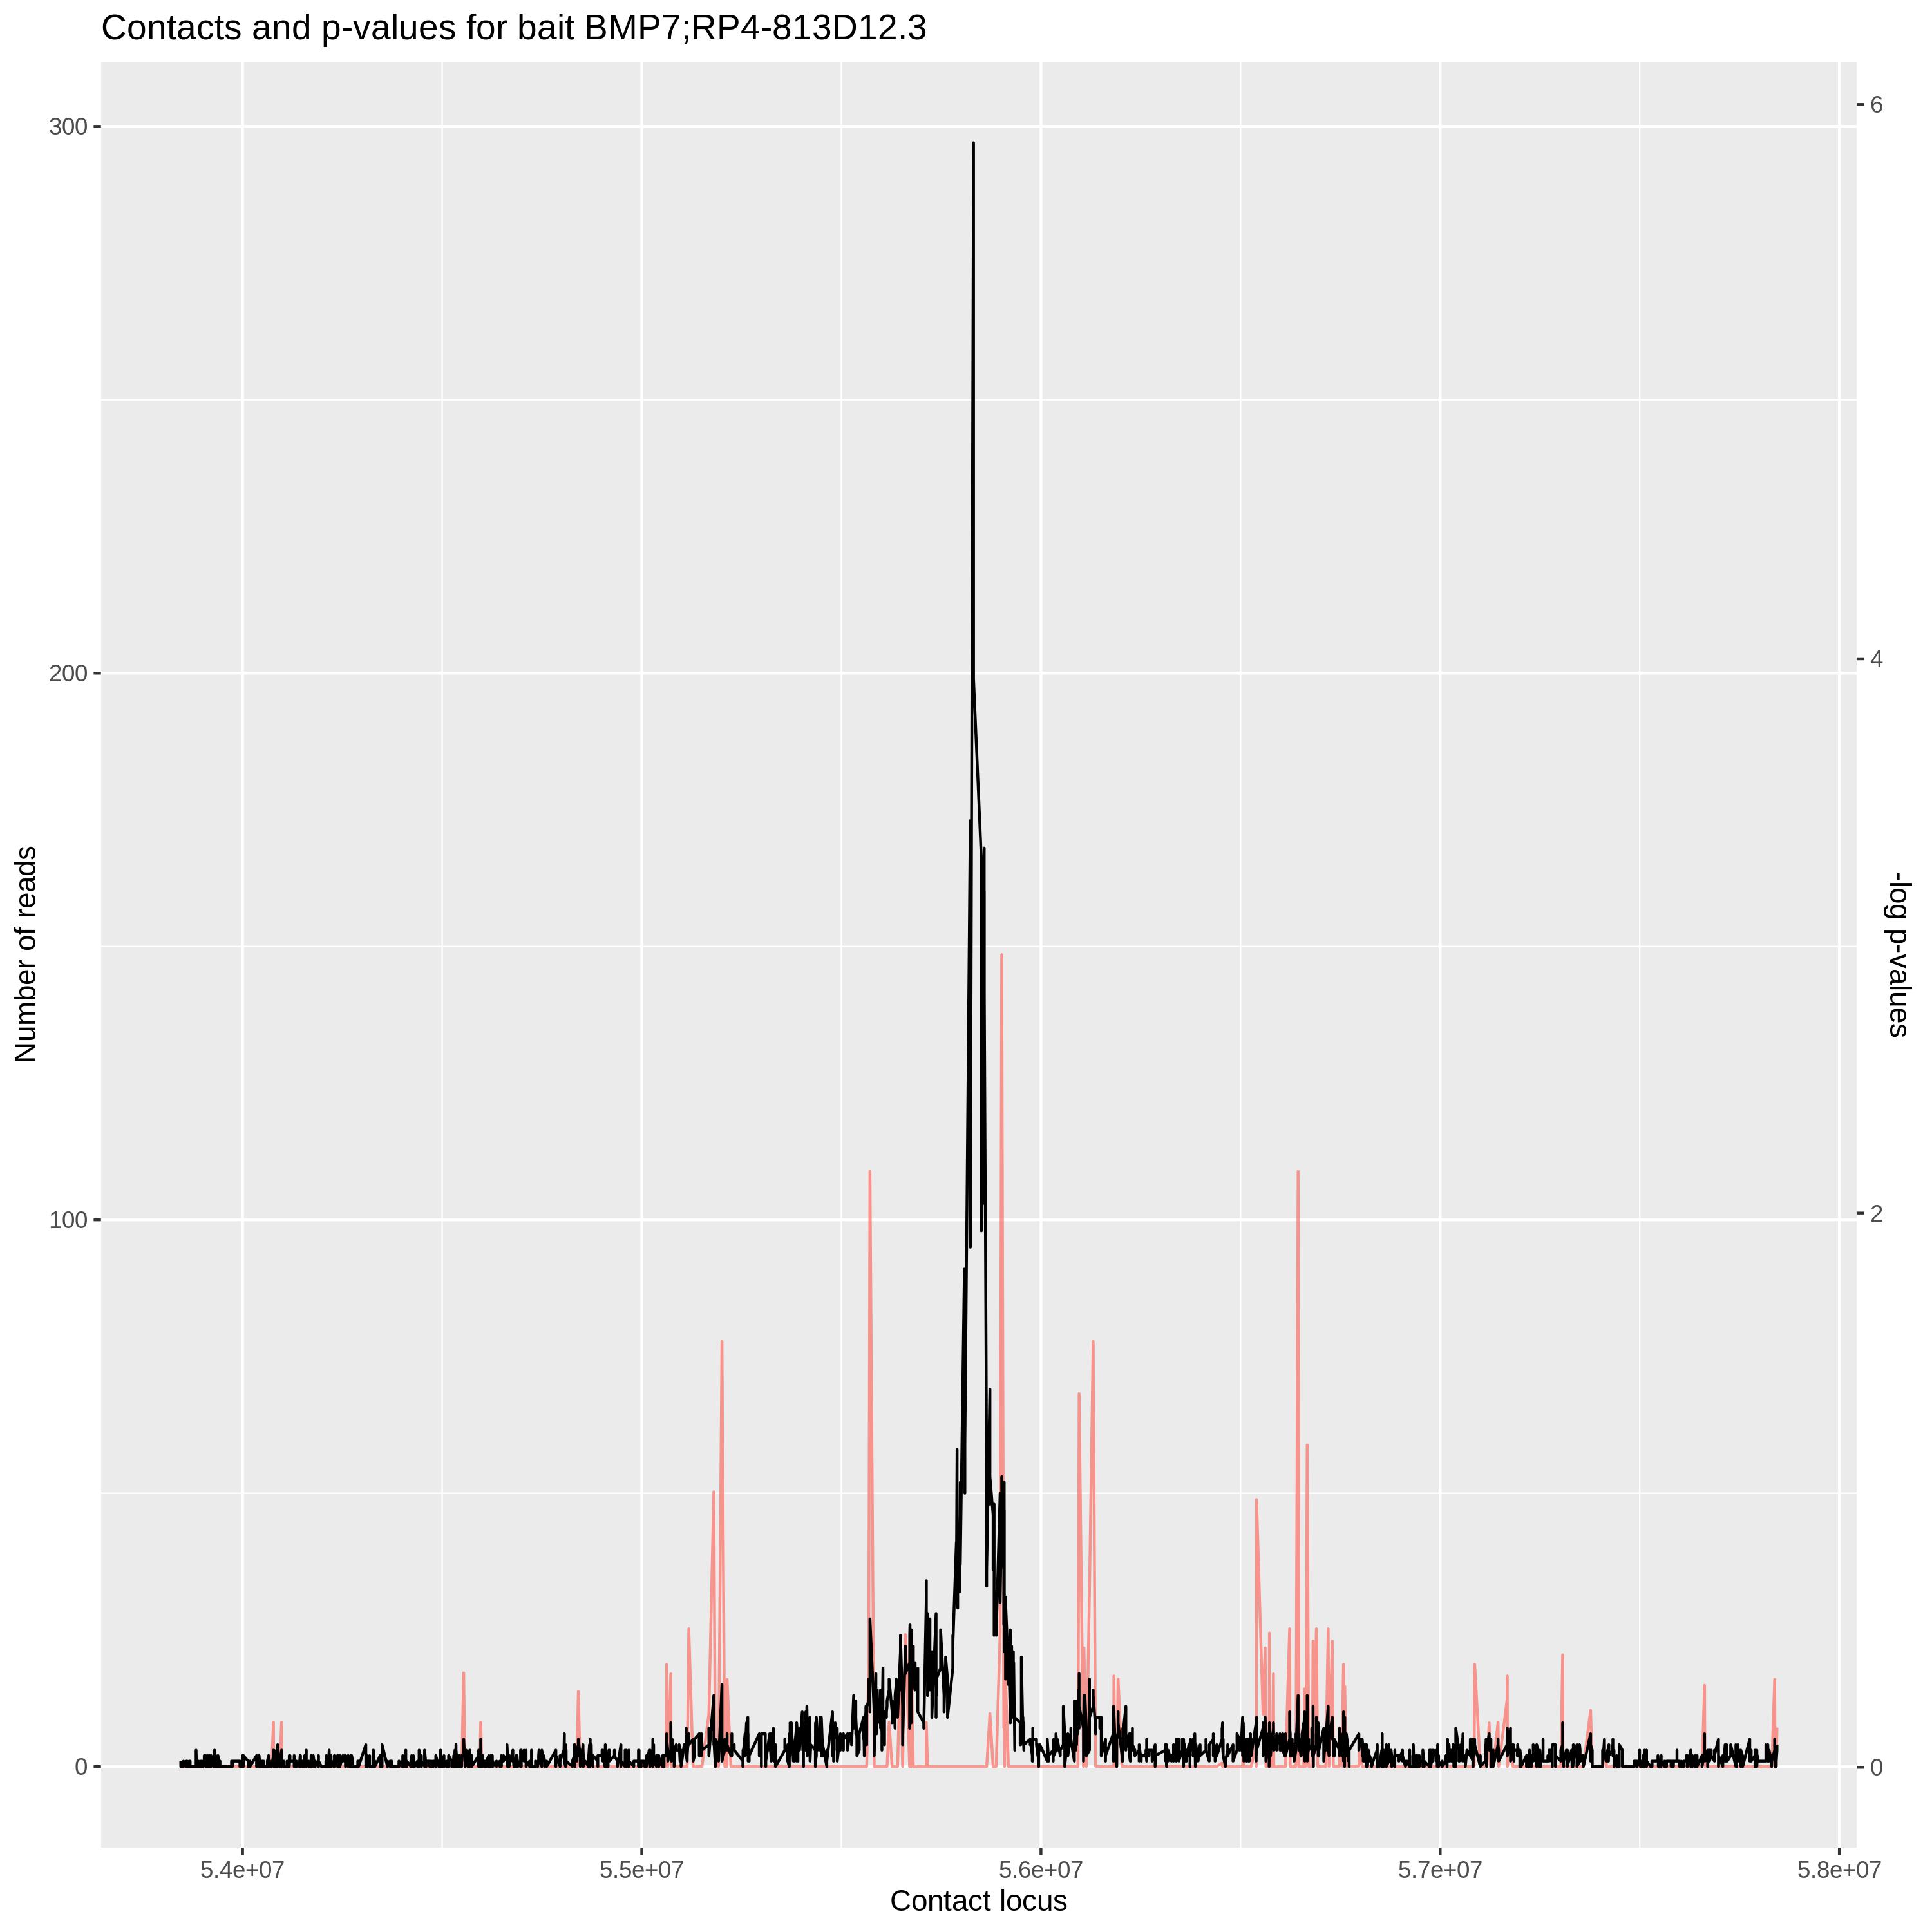 Contacts and p-values for bait BMP7;RP4-813D12.3
300
200
100
0
6
4
2
0
Number of reads
-log p-values
5.4e+07
5.5e+07
5.6e+07
5.7e+07
5.8e+07
Contact locus